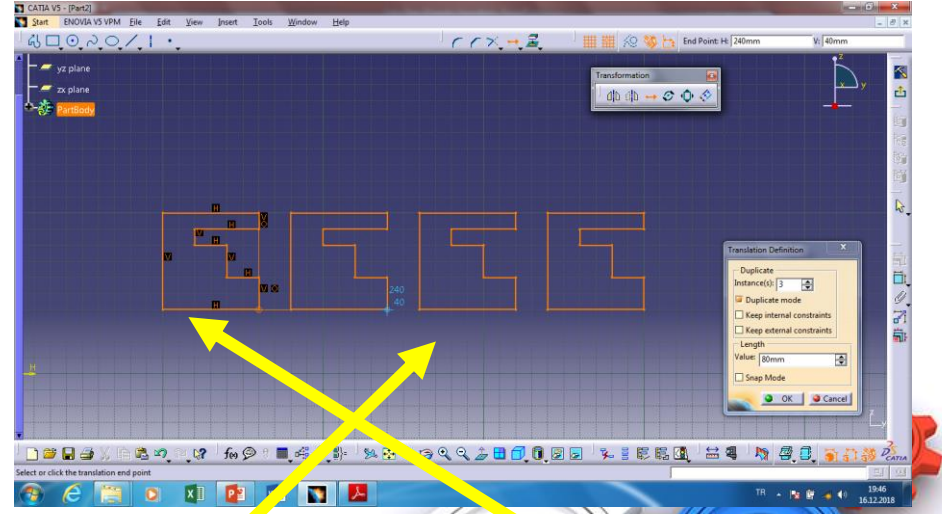 CATIA V5 - [Part2]
Start ENOVIA V5 VPM File Edit View Insert Tools Window Help
End Point: H: 240mm V: 40mm
yz plane
zx plane
PartBody
Transformation
z
x y
H
H V
V H
V V H
V
H
240
40
Translation Definition
Duplicate
Instance(s): 3
Duplicate mode
Keep internal constraints
Keep external constraints
Length
Value: 80mm
Snap Mode
OK Cancel
H
Select or click the translation end point
CATIA
TR 19:46
16.12.2018